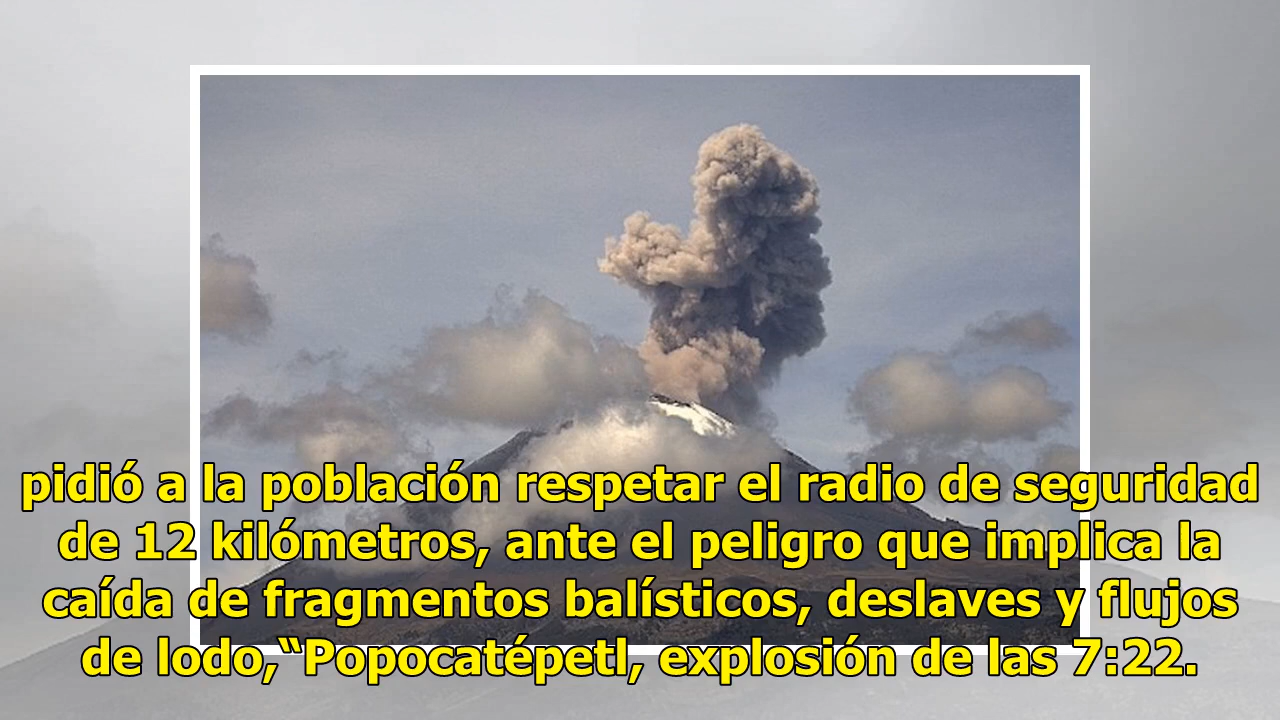 pidió a la población respetar el radio de seguridad
de 12 kilómetros, ante el peligro que implica la
caída de fragmentos balísticos, deslaves y flujos
de lodo,“Popocatépetl, explosión de las 7:22.